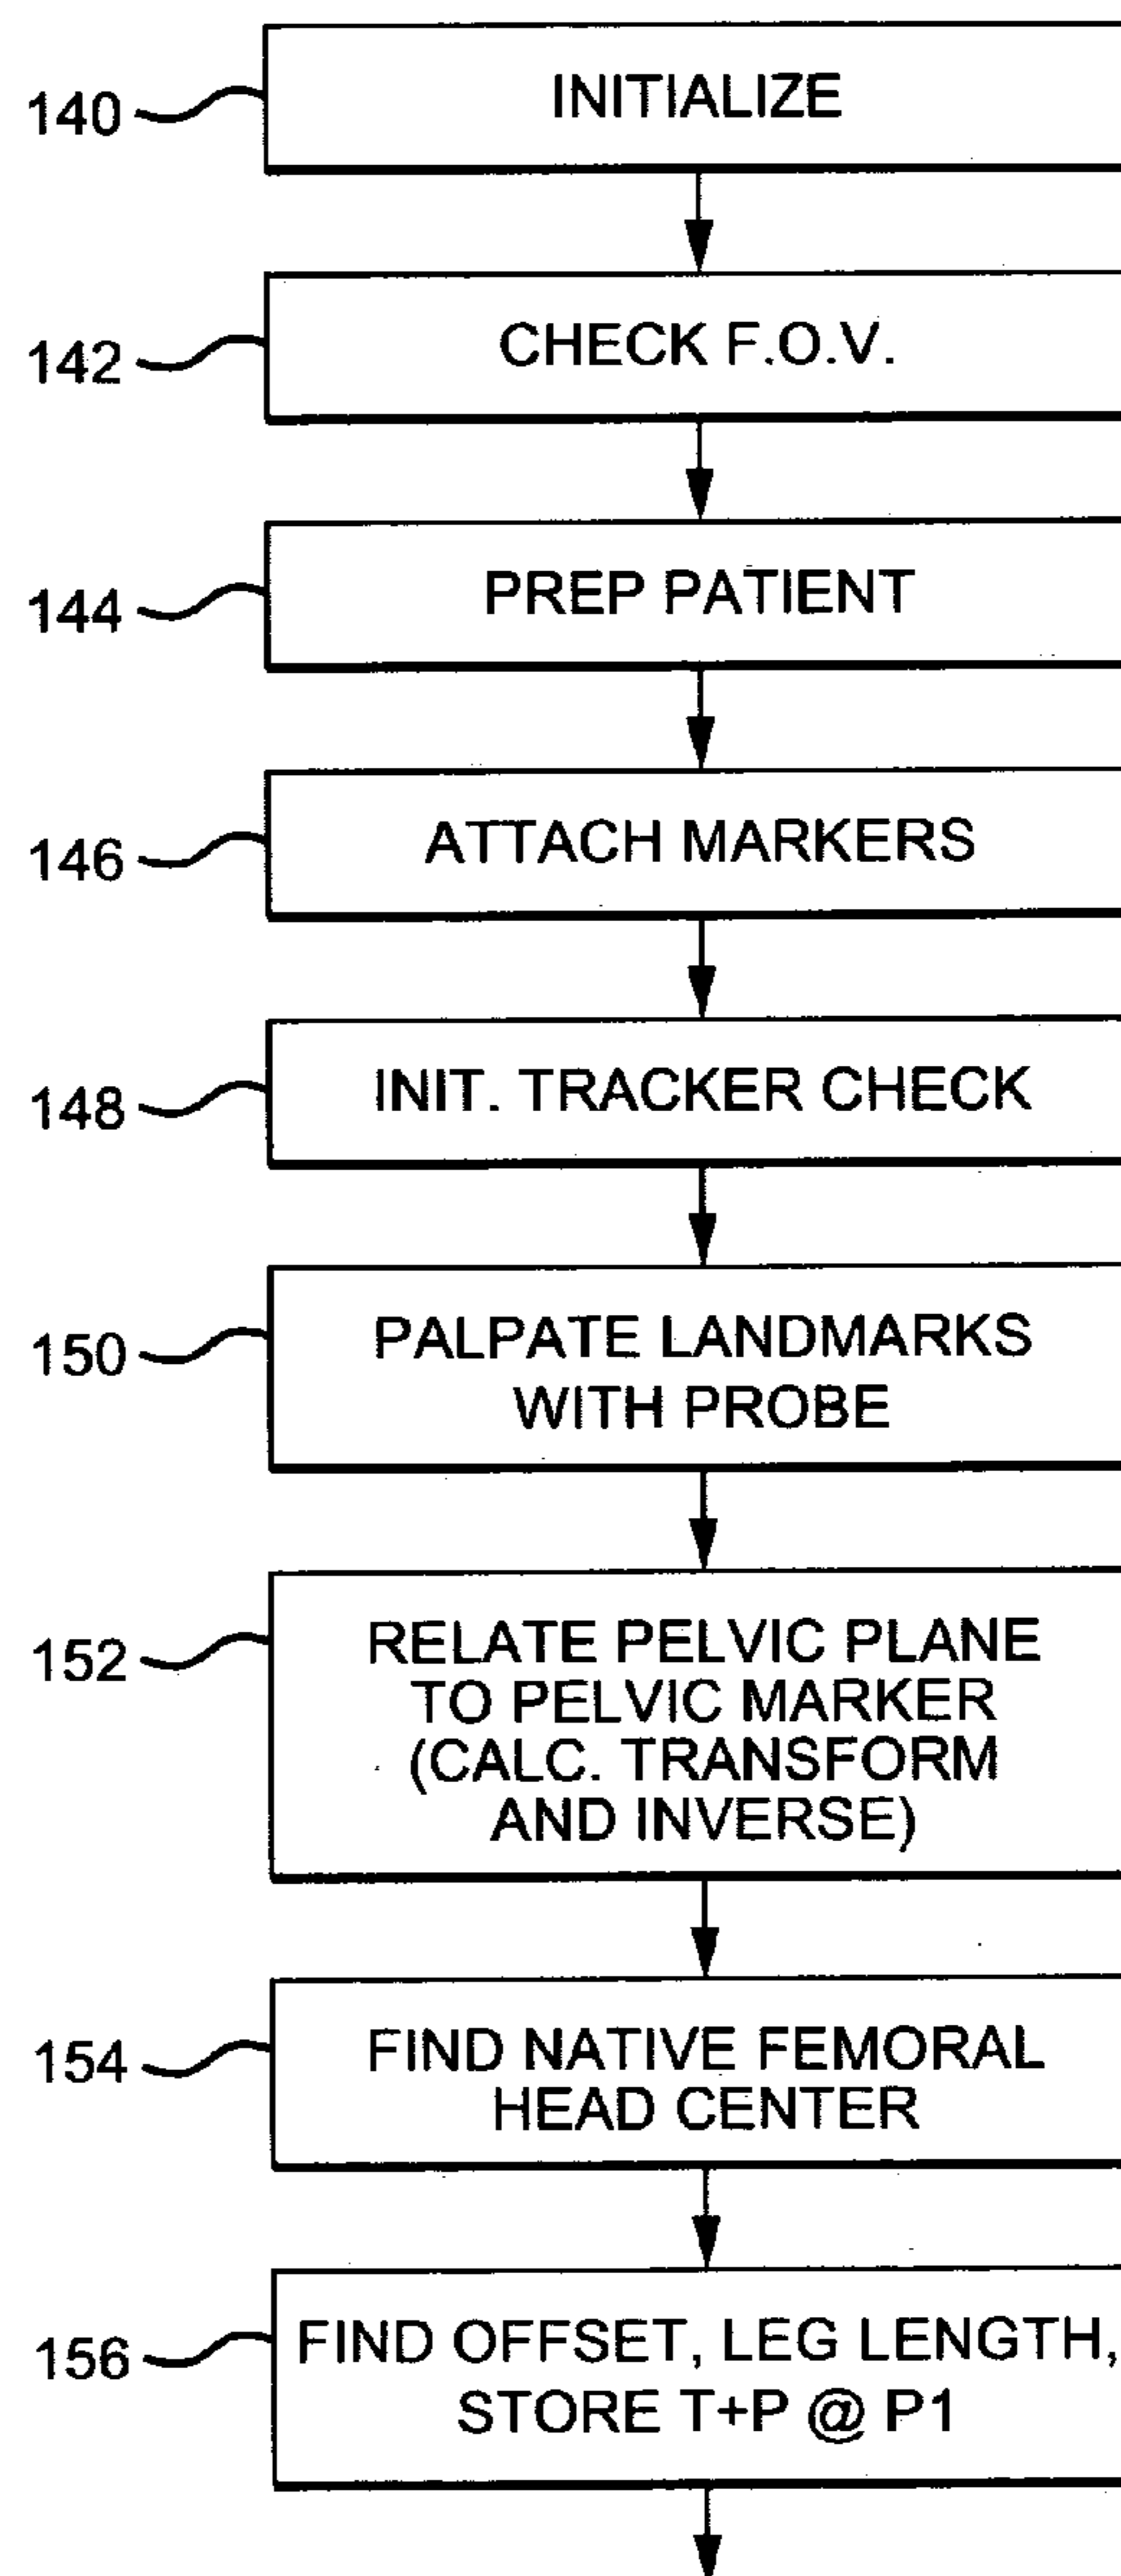 140
INITIALIZE
142
CHECK F.O.V.
144
PREP PATIENT
146
ATTACH MARKERS
148
INIT. TRACKER CHECK
150
PALPATE LANDMARKS
WITH PROBE
152
RELATE PELVIC PLANE
TO PELVIC MARKER
(CALC. TRANSFORM
AND INVERSE)
154
FIND NATIVE FEMORAL
HEAD CENTER
156
FIND OFFSET, LEG LENGTH,
STORE T+P @ P1